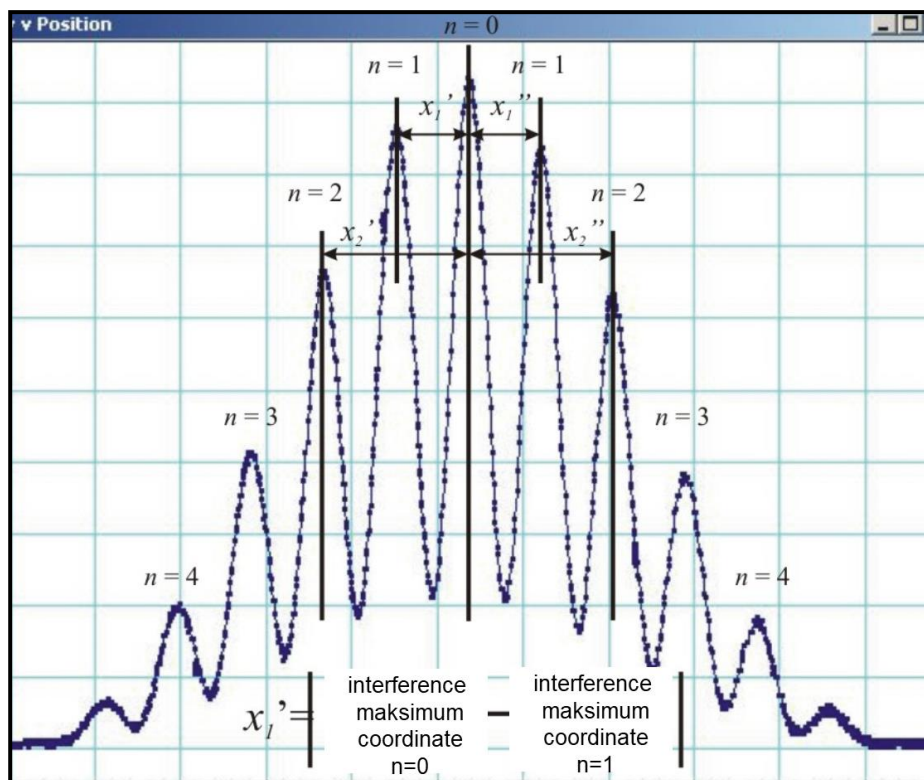 v Position
n = 0
n = 1
n = 1
x₁’
x₁’’
n = 2
n = 2
x₂’
x₂’’
n = 3
n = 3
n = 4
n = 4
x₁’=
interference
maksimum
coordinate
n=0
−
interference
maksimum
coordinate
n=1